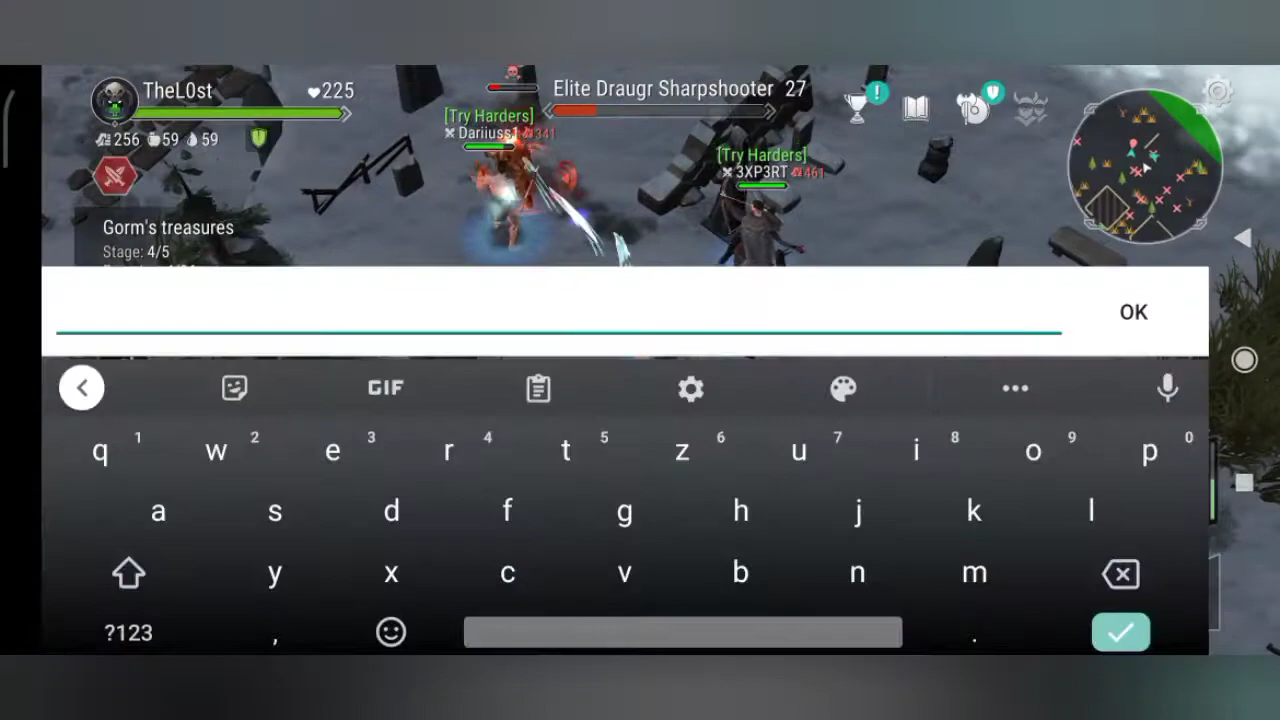 TheL0st
225
256 59 59
Elite Draugr Sharpshooter 27
[Try Harders]
Dariiuss1 341
[Try Harders]
3XP3RT 461
Gorm's treasures
Stage: 4/5
OK
GIF
q 1 w 2 e 3 r 4 t 5 z 6 u 7 i 8 o 9 p 0
a s d f g h j k l
y x c v b n m
?123 , .